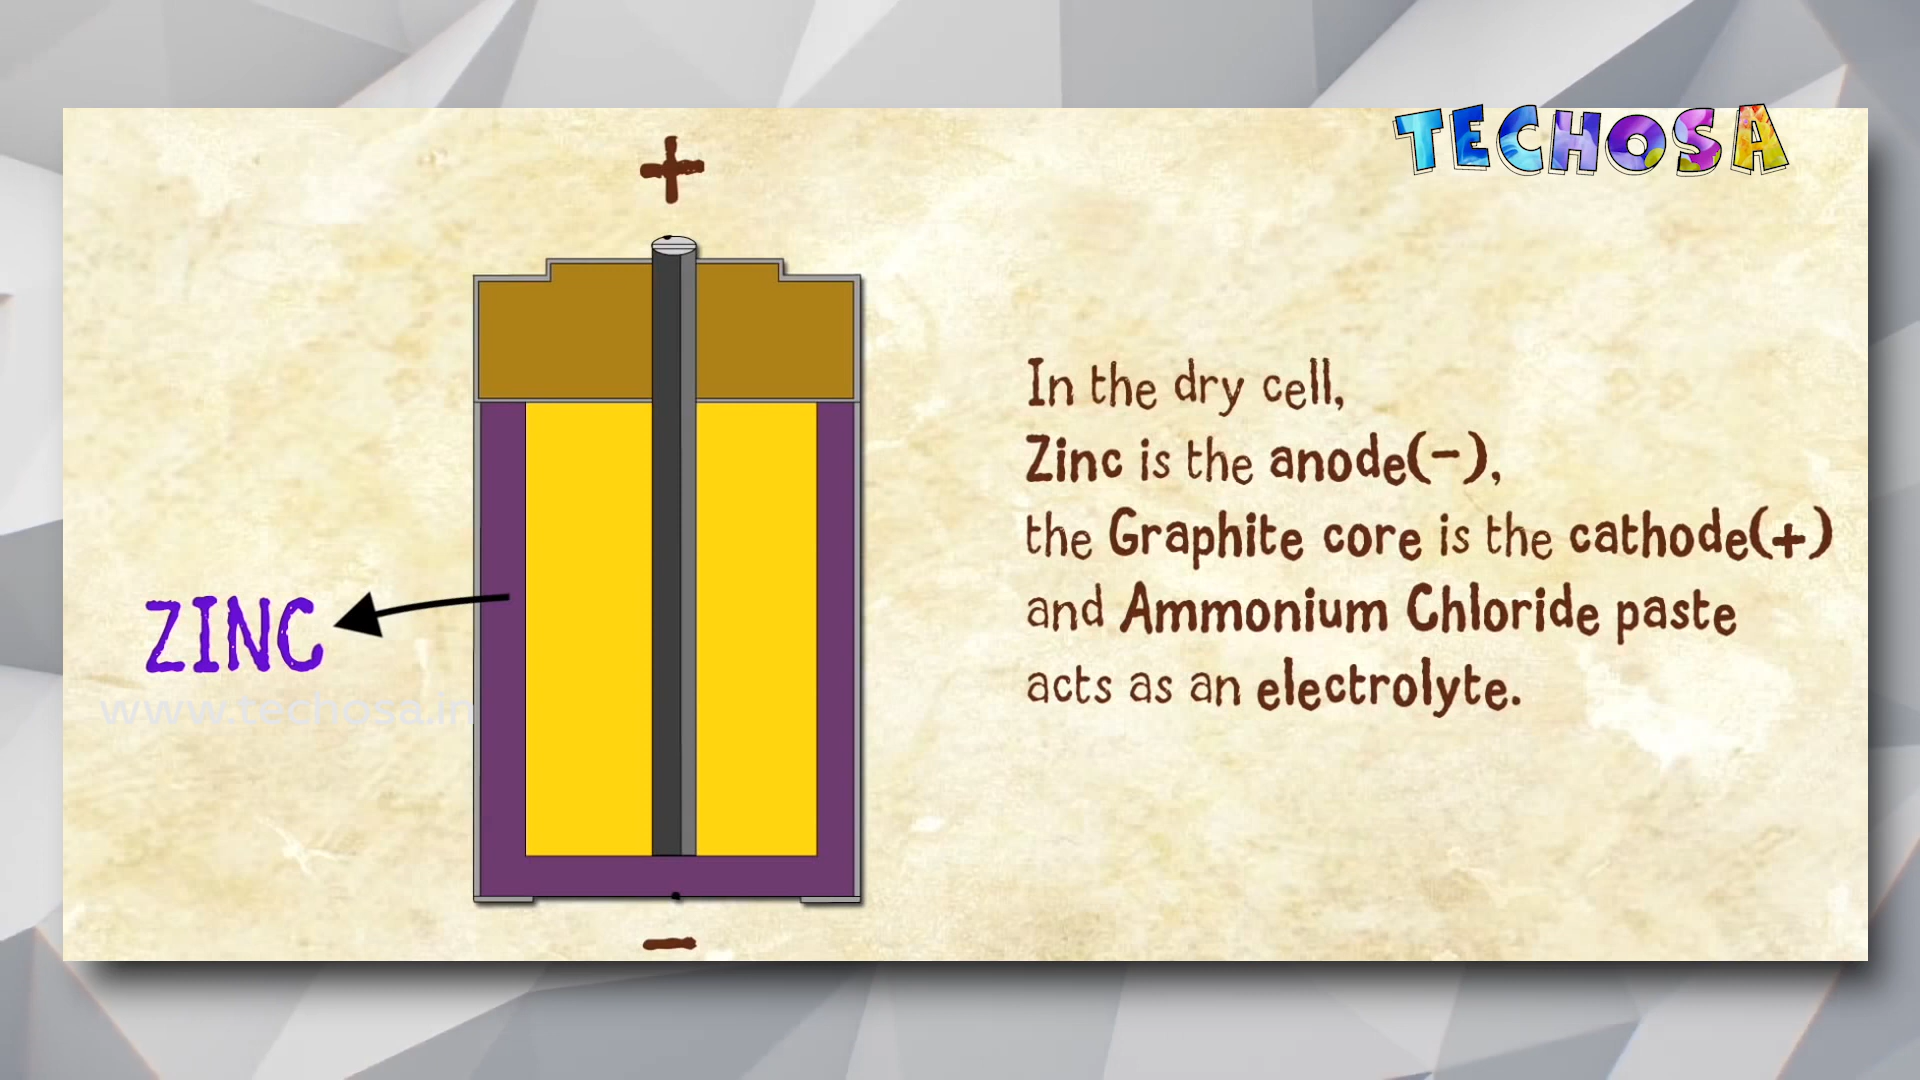 TECHOSA
+
In the dry cell,
Zinc is the anode(-),
the Graphite core is the cathode(+)
and Ammonium Chloride paste
acts as an electrolyte.
ZINC
www.techosa.in
-